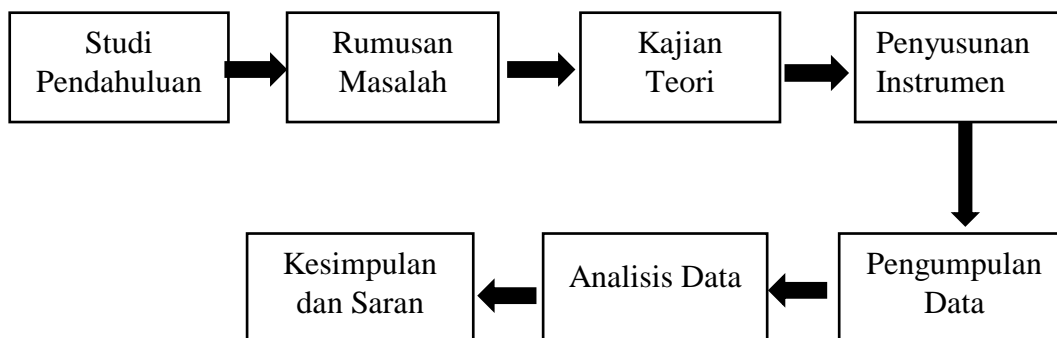 Studi
Pendahuluan
Rumusan
Masalah
Kajian
Teori
Penyusunan
Instrumen
Pengumpulan
Data
Analisis Data
Kesimpulan
dan Saran